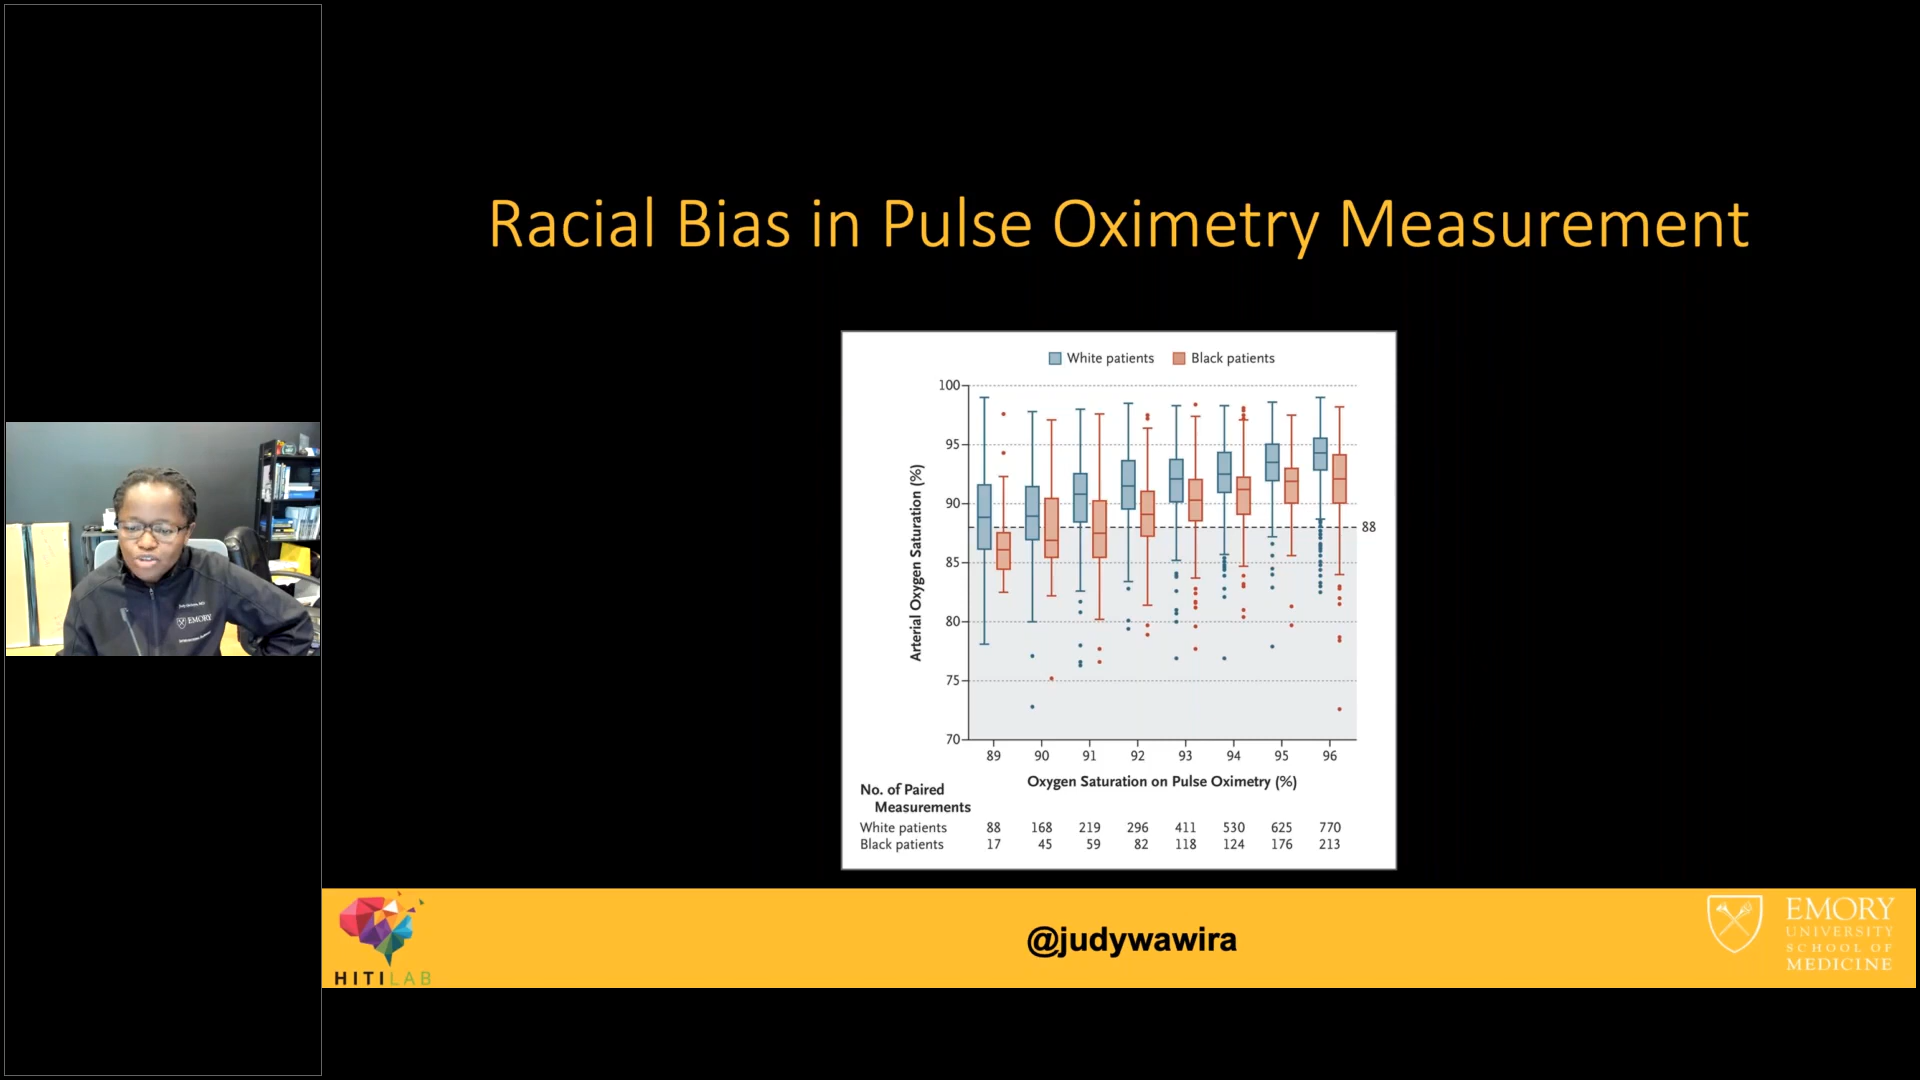 Racial Bias in Pulse Oximetry Measurement
White patients Black patients
100
95
90
88
85
80
75
70
Arterial Oxygen Saturation (%)
89 90 91 92 93 94 95 96
Oxygen Saturation on Pulse Oximetry (%)
No. of Paired
Measurements
White patients 88 168 219 296 411 530 625 770
Black patients 17 45 59 82 118 124 176 213
EMORY
HITILAB
@judywawira
EMORY
UNIVERSITY
SCHOOL OF
MEDICINE